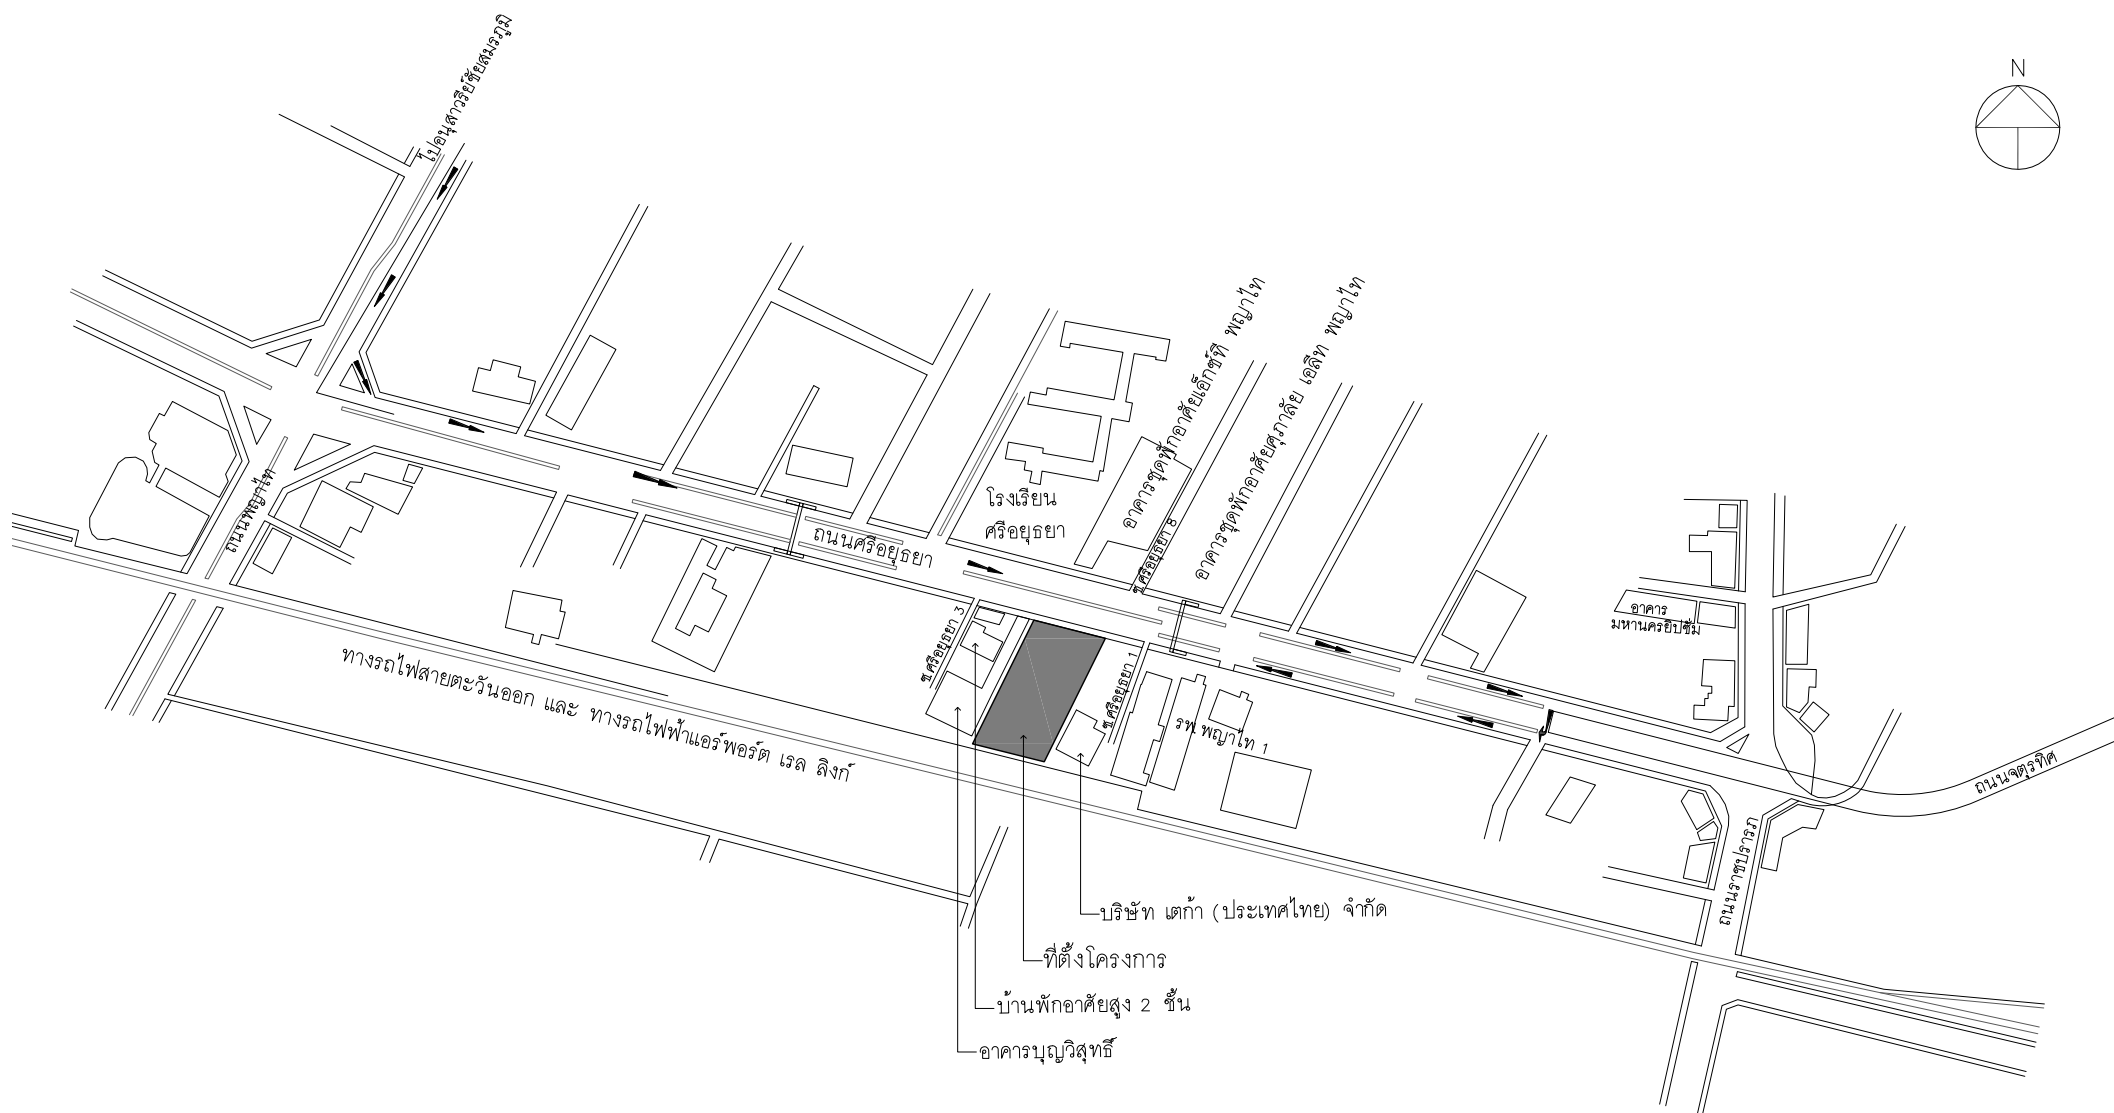 ไปอนุสาวรีย์ชัยสมรภูมิ
N
ถนนพญาไท
ถนนศรีอยุธยา
โรงเรียน
ศรีอยุธยา
อาคารชุดพักอาศัยเอ็กซ์ที พญาไท
ซ.ศรีอยุธยา 8
อาคารชุดพักอาศัยศุภาลัย เอลีท พญาไท
อาคาร
มหานครยิปซั่ม
ทางรถไฟสายตะวันออก และ ทางรถไฟฟ้าแอร์พอร์ต เรล ลิงก์
ซ.ศรีอยุธยา 3
ซ.ศรีอยุธยา 1
รพ.พญาไท 1
ถนนจตุรทิศ
ถนนราชปรารภ
บริษัท เตก้า (ประเทศไทย) จำกัด
ที่ตั้งโครงการ
บ้านพักอาศัยสูง 2 ชั้น
อาคารบุญวิสุทธิ์